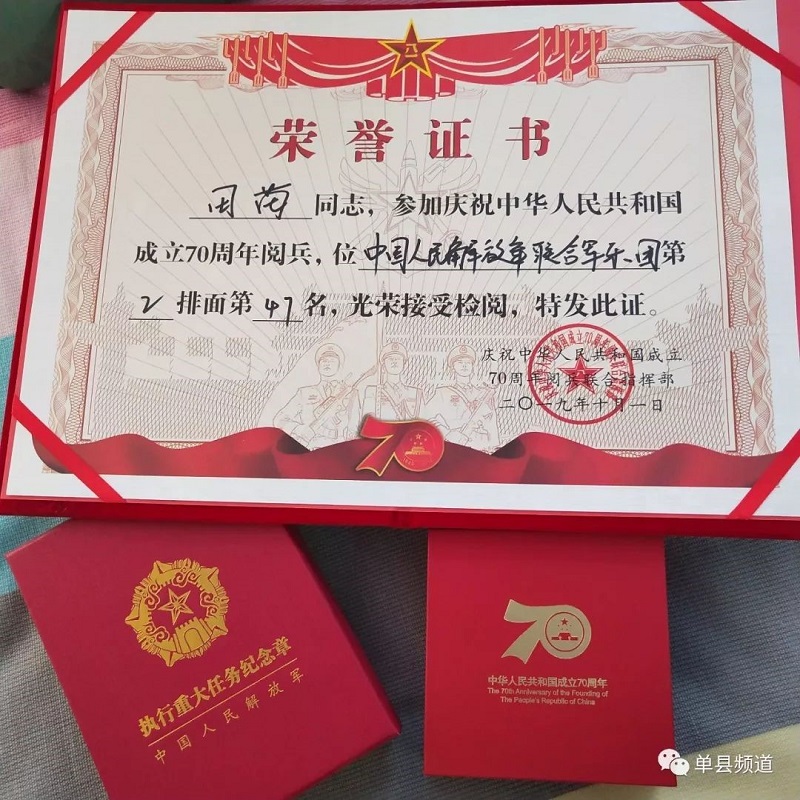 荣誉证书
周茜同志，参加庆祝中华人民共和国
成立70周年阅兵，位中国人民解放军联合军乐团第
2排面第47名，光荣接受检阅，特发此证。
庆祝中华人民共和国成立
70周年阅兵联合指挥部
二〇一九年十月一日
70
执行重大任务纪念章
中国人民解放军
70
中华人民共和国成立70周年
The 70th Anniversary of the Founding of
The People's Republic of China
单县频道